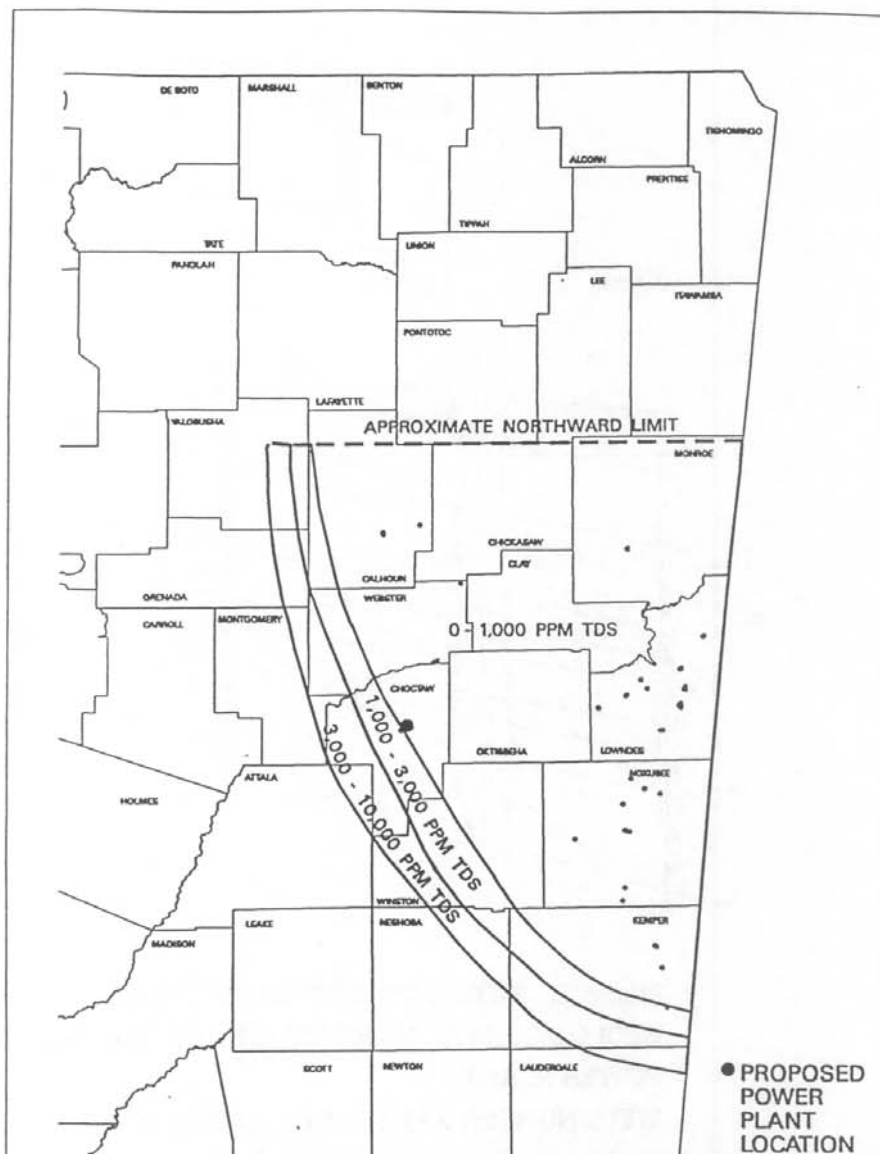 DE SOTO
MARSHALL
BENTON
TISHOMINGO
ALCORN
PRENTISS
TIPPAH
TATE
UNION
PANOLAH
LEE
ITAWAMBA
PONTOTOC
LAFAYETTE
YALOBUSHA
APPROXIMATE NORTHWARD LIMIT
MONROE
CHICKASAW
CLAY
CALHOUN
WEBSTER
GRENADA
CARROLL
MONTGOMERY
0 - 1,000 PPM TDS
CHOCTAW
1,000 - 3,000 PPM TDS
3,000 - 10,000 PPM TDS
OKTIBBEHA
LOWNDES
NOXUBEE
ATTALA
HOLMES
WINSTON
LEAKE
NESHOBA
KEMPER
MADISON
SCOTT
NEWTON
LAUDERDALE
PROPOSED
POWER
PLANT
LOCATION